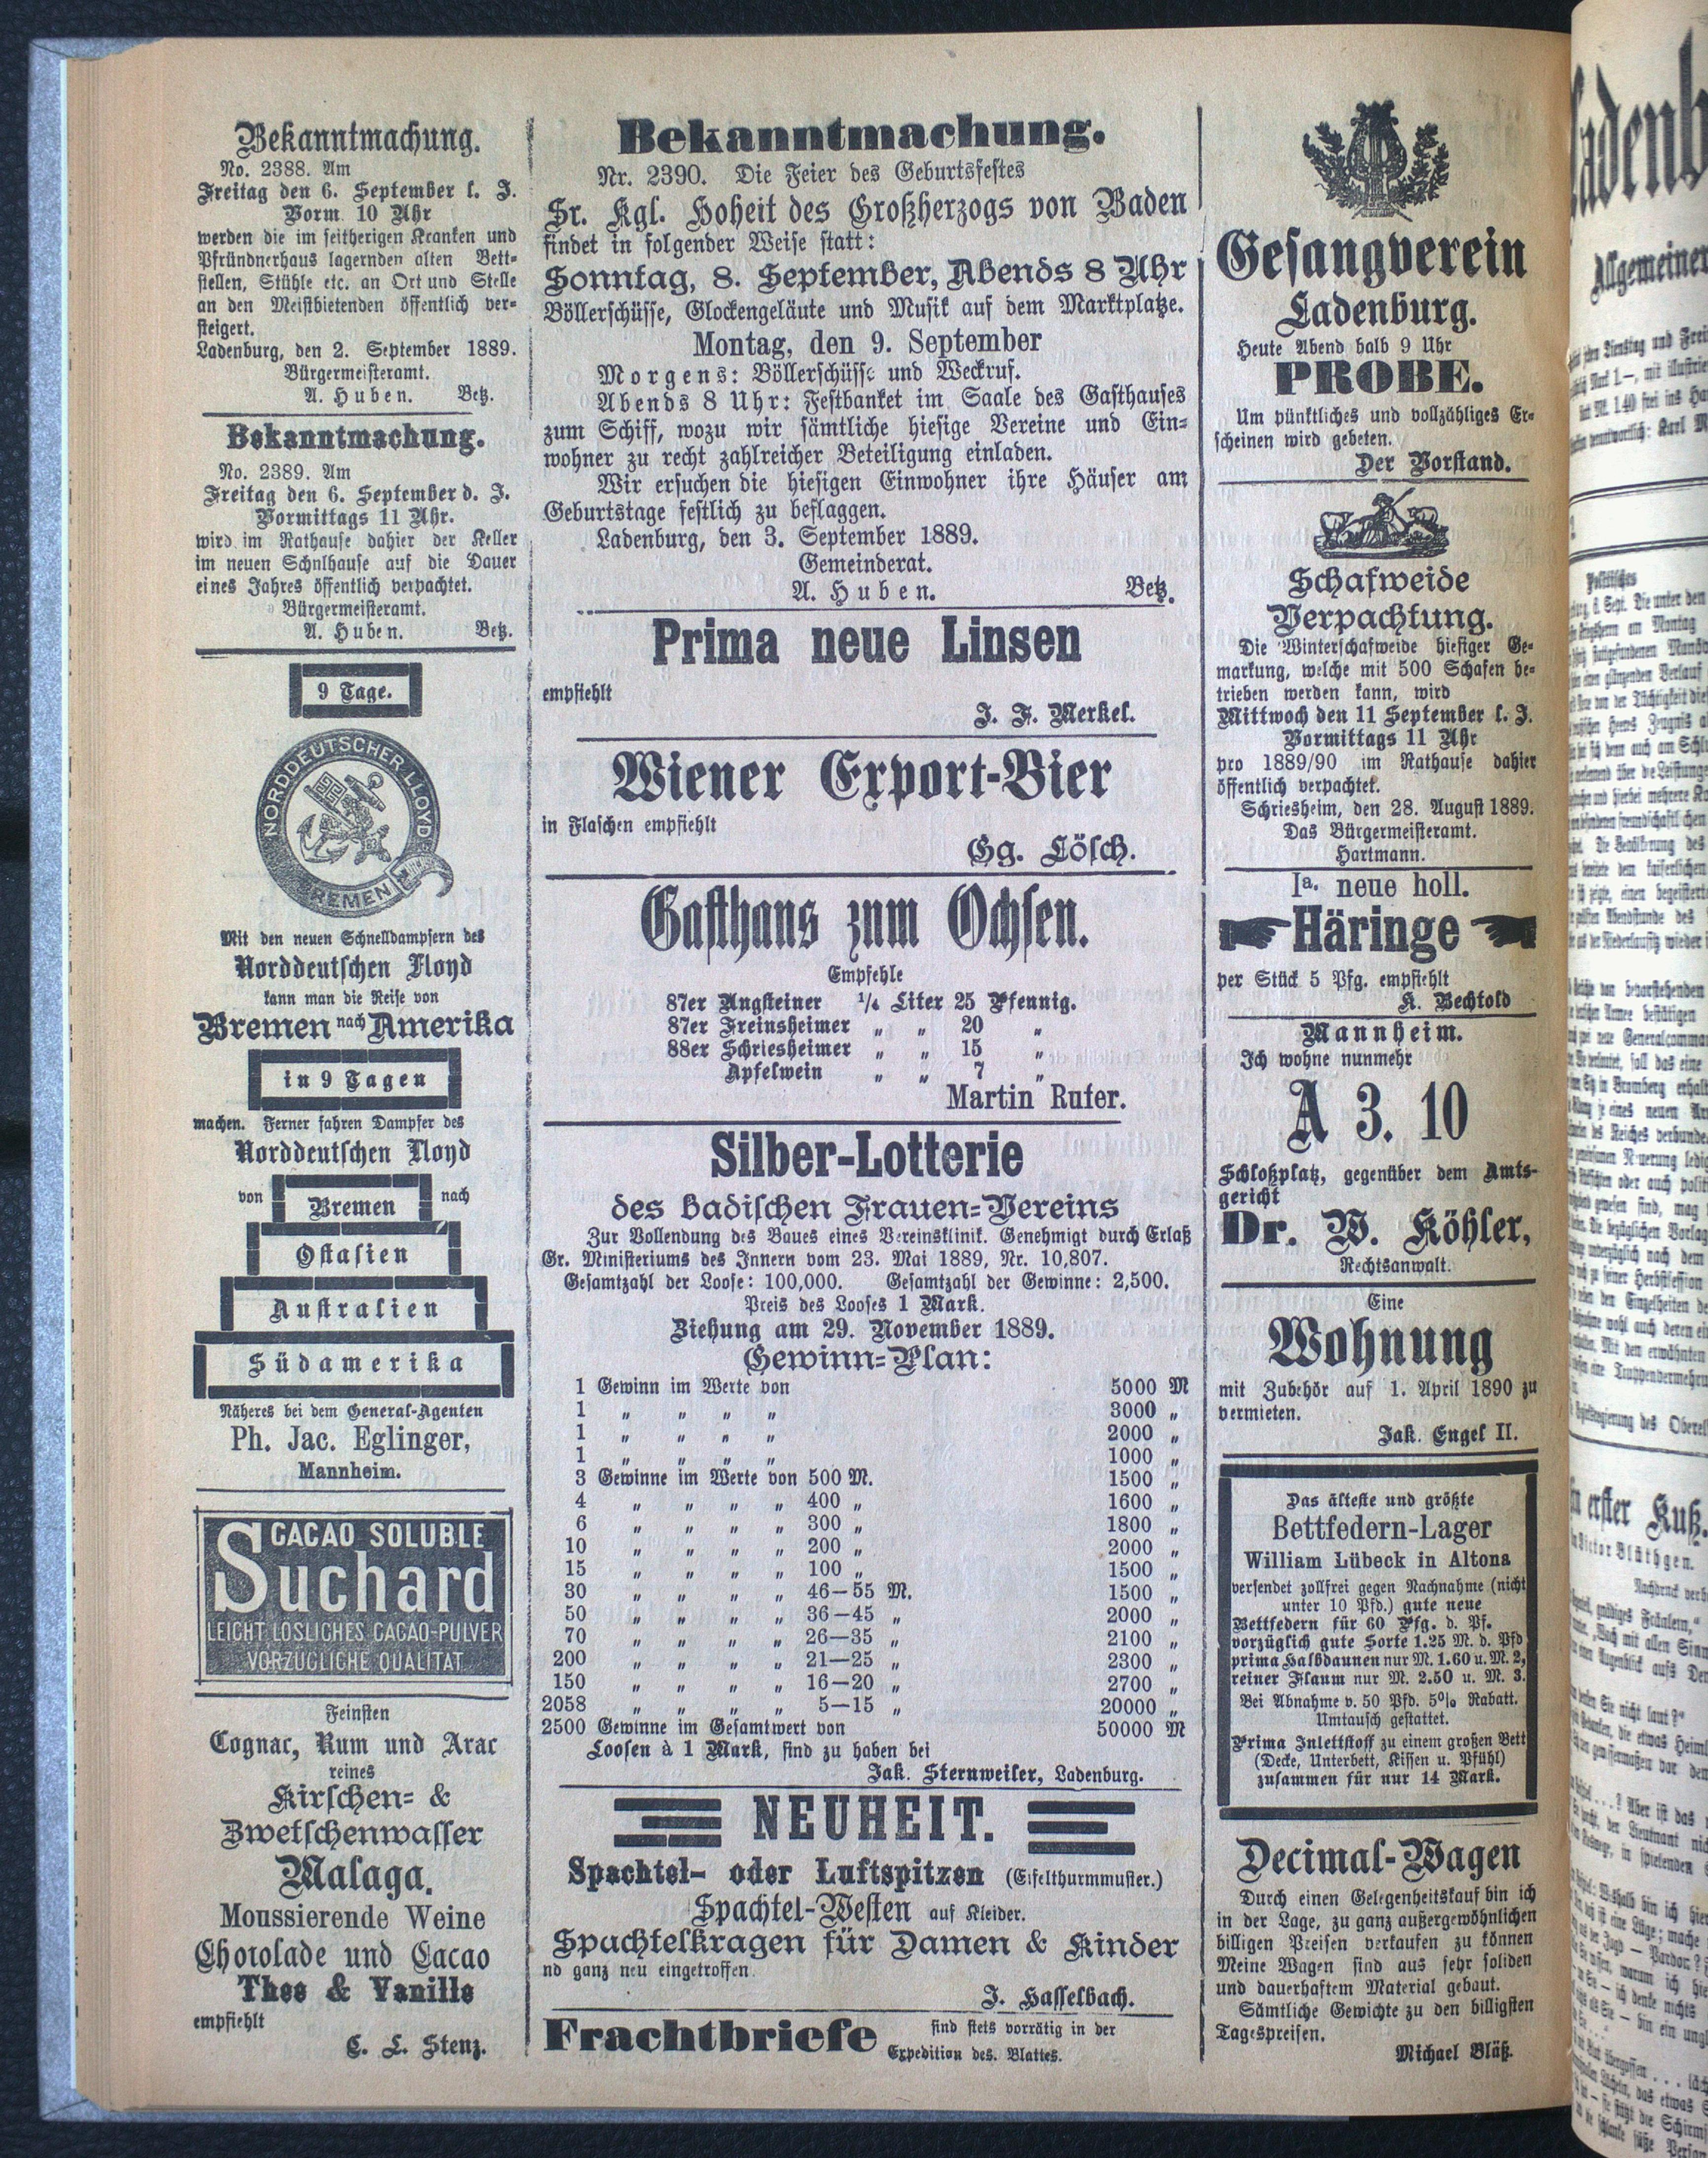 Bekanntmachung.
No. 2388. Am
Freitag den 6. September l. J.
Vorm 10 Uhr
werden die im seitherigen Kranken und
Pfründnerhaus lagernden alten Bett-
stellen, Stühle etc. an Ort und Stelle
an den Meistbietenden öffentlich ver-
steigert.
Ladenburg, den 2. September 1889.
Bürgermeisteramt.
A. Huben. Betz.
Bekanntmachung.
No. 2389. Am
Freitag den 6. September d. J.
Vormittags 11 Uhr.
wird im Rathause dahier der Keller
im neuen Schulhause auf die Dauer
eines Jahres öffentlich verpachtet.
Bürgermeisteramt.
A. Huben. Betz.
9 Tage.
NORDDEUTSCHER LLOYD
BREMEN
Mit den neuen Schnelldampfern des
Norddeutschen Lloyd
kann man die Reise von
Bremen nach Amerika
in 9 Tagen
machen. Ferner fahren Dampfer des
Norddeutschen Lloyd
von Bremen nach
Ostasien
Australien
Südamerika
Näheres bei dem General-Agenten
Ph. Jac. Eglinger,
Mannheim.
CACAO SOLUBLE
Suchard
LEICHT LÖSLICHES CACAO-PULVER
VORZÜGLICHE QUALITÄT
Feinsten
Cognac, Rum und Arac
reines
Kirschen- &
Zwetschenwasser
Malaga.
Moussierende Weine
Chocolade und Cacao
Thee & Vanille
empfiehlt
C. L. Stenz.
Bekanntmachung.
Nr. 2390. Die Feier des Geburtsfestes
Sr. Kgl. Hoheit des Großherzogs von Baden
findet in folgender Weise statt:
Sonntag, 8. September, Abends 8 Uhr
Böllerschüsse, Glockengeläute und Musik auf dem Marktplatze.
Montag, den 9. September
Morgens: Böllerschüsse und Weckruf.
Abends 8 Uhr: Festbanket im Saale des Gasthauses
zum Schiff, wozu wir sämtliche hiesige Vereine und Ein-
wohner zu recht zahlreicher Beteiligung einladen.
Wir ersuchen die hiesigen Einwohner ihre Häuser am
Geburtstage festlich zu beflaggen.
Ladenburg, den 3. September 1889.
Gemeinderat.
A. Huben. Betz.
Prima neue Linsen
empfiehlt
J. F. Merkel.
Wiener Export-Bier
in Flaschen empfiehlt
Gg. Lösch.
Gasthaus zum Ochsen.
Empfehle
87er Angsteiner 1/4 Liter 25 Pfennig.
87er Freinsheimer „ „ 20 „
88er Schriesheimer „ „ 15 „
Apfelwein „ „ 7 „
Martin Rufer.
Silber-Lotterie
des badischen Frauen-Vereins
Zur Vollendung des Baues eines Vereinsklinik. Genehmigt durch Erlaß
Gr. Ministeriums des Innern vom 23. Mai 1889, Nr. 10,807.
Gesamtzahl der Loose: 100,000. Gesamtzahl der Gewinne: 2,500.
Preis des Looses 1 Mark.
Ziehung am 29. November 1889.
Gewinn-Plan:
1 Gewinn im Werte von 5000 M
1 „ „ „ „ 3000 „
1 „ „ „ „ 2000 „
1 „ „ „ „ 1000 „
3 Gewinne im Werte von 500 M. 1500 „
4 „ „ „ „ 400 „ 1600 „
6 „ „ „ „ 300 „ 1800 „
10 „ „ „ „ 200 „ 2000 „
15 „ „ „ „ 100 „ 1500 „
30 „ „ „ „ 46—55 M. 1500 „
50 „ „ „ „ 36—45 „ 2000 „
70 „ „ „ „ 26—35 „ 2100 „
200 „ „ „ „ 21—25 „ 2300 „
150 „ „ „ „ 16—20 „ 2700 „
2058 „ „ „ „ 5—15 „ 20000 „
2500 Gewinne im Gesamtwert von 50000 M
Loosen à 1 Mark, sind zu haben bei
Jak. Sternweiler, Ladenburg.
NEUHEIT.
Spachtel- oder Luftspitzen (Eifelthurmmuster.)
Spachtel-Westen auf Kleider.
Spachtelkragen für Damen & Kinder
nd ganz neu eingetroffen
J. Hasselbach.
Frachtbriefe sind stets vorrätig in der
Expedition des. Blattes.
Gesangverein
Ladenburg.
Heute Abend halb 9 Uhr
PROBE.
Um pünktliches und vollzähliges Er-
scheinen wird gebeten.
Der Vorstand.
Schafweide
Verpachtung.
Die Winterschafweide hiesiger Ge-
markung, welche mit 500 Schafen be-
trieben werden kann, wird
Mittwoch den 11 September l. J.
Vormittags 11 Uhr
pro 1889/90 im Rathause dahier
öffentlich verpachtet.
Schriesheim, den 28. August 1889.
Das Bürgermeisteramt.
Hartmann.
Ia. neue holl.
Häringe
per Stück 5 Pfg. empfiehlt
K. Bechtold
Mannheim.
Ich wohne nunmehr
A 3. 10
Schloßplatz, gegenüber dem Amts-
gericht
Dr. W. Köhler,
Rechtsanwalt.
Eine
Wohnung
mit Zubehör auf 1. April 1890 zu
vermieten.
Jak. Engel II.
Das älteste und größte
Bettfedern-Lager
William Lübeck in Altona
versendet zollfrei gegen Nachnahme (nicht
unter 10 Pfd.) gute neue
Bettfedern für 60 Pfg. d. Pf.
vorzüglich gute Sorte 1.25 M. d. Pfd
prima Halbdaunen nur M. 1.60 u. M. 2,
reiner Flaum nur M. 2.50 u. M. 3.
Bei Abnahme v. 50 Pfd. 5% Rabatt.
Umtausch gestattet.
Prima Inlettstoff zu einem großen Bett
(Decke, Unterbett, Kissen u. Pfühl)
zusammen für nur 14 Mark.
Decimal-Wagen
Durch einen Gelegenheitskauf bin ich
in der Lage, zu ganz außergewöhnlichen
billigen Preisen verkaufen zu können
Meine Wagen sind aus sehr soliden
und dauerhaftem Material gebaut.
Sämtliche Gewichte zu den billigsten
Tagespreisen.
Michael Bläß.